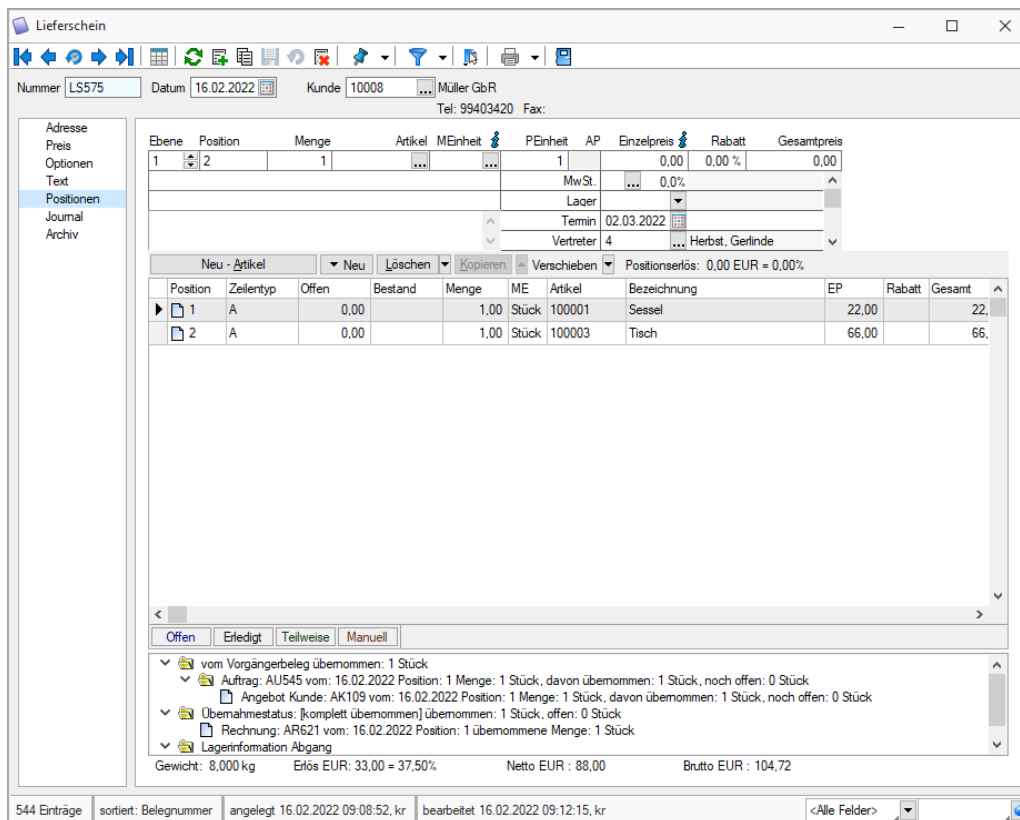 Lieferschein
Nummer LS575 Datum 16.02.2022 Kunde 10008 ... Müller GbR
Tel: 99403420 Fax:
Adresse
Preis
Optionen
Text
Positionen
Journal
Archiv
Ebene Position Menge Artikel MEinheit PEinheit AP Einzelpreis Rabatt Gesamtpreis
1 2 1 ... ... 1 0,00 0,00 % 0,00
MwSt. ... 0,0%
Lager
Termin 02.03.2022
Vertreter 4 ... Herbst, Gerlinde
Neu - Artikel Neu Löschen Kopieren Verschieben Positionserlös: 0,00 EUR = 0,00%
Position Zeilentyp Offen Bestand Menge ME Artikel Bezeichnung EP Rabatt Gesamt
1 A 0,00 1,00 Stück 100001 Sessel 22,00 22,
2 A 0,00 1,00 Stück 100003 Tisch 66,00 66,
Offen Erledigt Teilweise Manuell
vom Vorgängerbeleg übernommen: 1 Stück
Auftrag: AU545 vom: 16.02.2022 Position: 1 Menge: 1 Stück, davon übernommen: 1 Stück, noch offen: 0 Stück
Angebot Kunde: AK109 vom: 16.02.2022 Position: 1 Menge: 1 Stück, davon übernommen: 1 Stück, noch offen: 0 Stück
Übernahmestatus: [komplett übernommen] übernommen: 1 Stück, offen: 0 Stück
Rechnung: AR621 vom: 16.02.2022 Position: 1 übernommene Menge: 1 Stück
Lagerinformation Abgang
Gewicht: 8,000 kg Erlös EUR: 33,00 = 37,50% Netto EUR : 88,00 Brutto EUR : 104,72
544 Einträge sortiert: Belegnummer angelegt 16.02.2022 09:08:52, kr bearbeitet 16.02.2022 09:12:15, kr <Alle Felder>